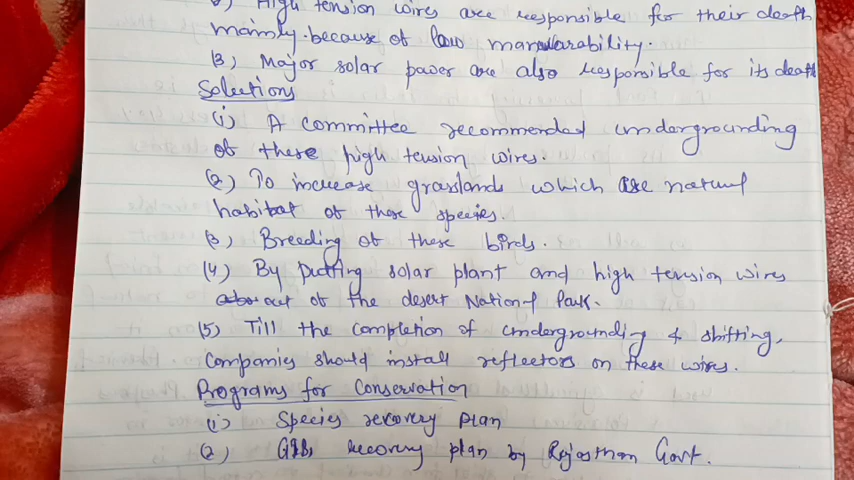 High tension wires are responsible for their death
mainly because of low manuvarability.
(3) Major solar power are also responsible for its death
Solections
(1) A committee recommended undergrounding
of these high tension wires.
(2) To increase grasslands which are natural
habitat of these species.
(3) Breeding of these birds.
(4) By putting solar plant and high tension wires
out of the desert National Park.
(5) Till the completion of undergrounding & shifting,
Companies should install reflectors on these wires.
Programs for Conservation
(1) Species recovery plan
(2) GIB, recovery plan by Rajasthan Govt.